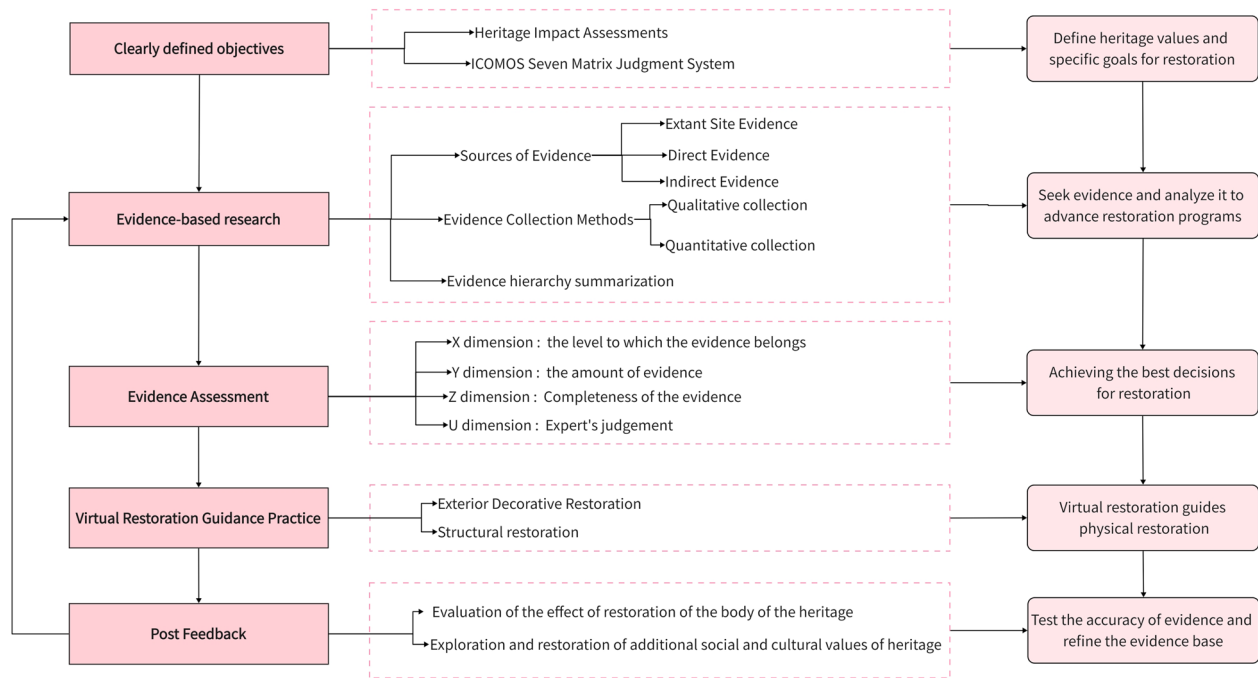 Clearly defined objectives
Heritage Impact Assessments
ICOMOS Seven Matrix Judgment System
Define heritage values and
specific goals for restoration
Evidence-based research
Sources of Evidence
Extant Site Evidence
Direct Evidence
Indirect Evidence
Evidence Collection Methods
Qualitative collection
Quantitative collection
Evidence hierarchy summarization
Seek evidence and analyze it to
advance restoration programs
Evidence Assessment
X dimension : the level to which the evidence belongs
Y dimension : the amount of evidence
Z dimension : Completeness of the evidence
U dimension : Expert's judgement
Achieving the best decisions
for restoration
Virtual Restoration Guidance Practice
Exterior Decorative Restoration
Structural restoration
Virtual restoration guides
physical restoration
Post Feedback
Evaluation of the effect of restoration of the body of the heritage
Exploration and restoration of additional social and cultural values of heritage
Test the accuracy of evidence and
refine the evidence base